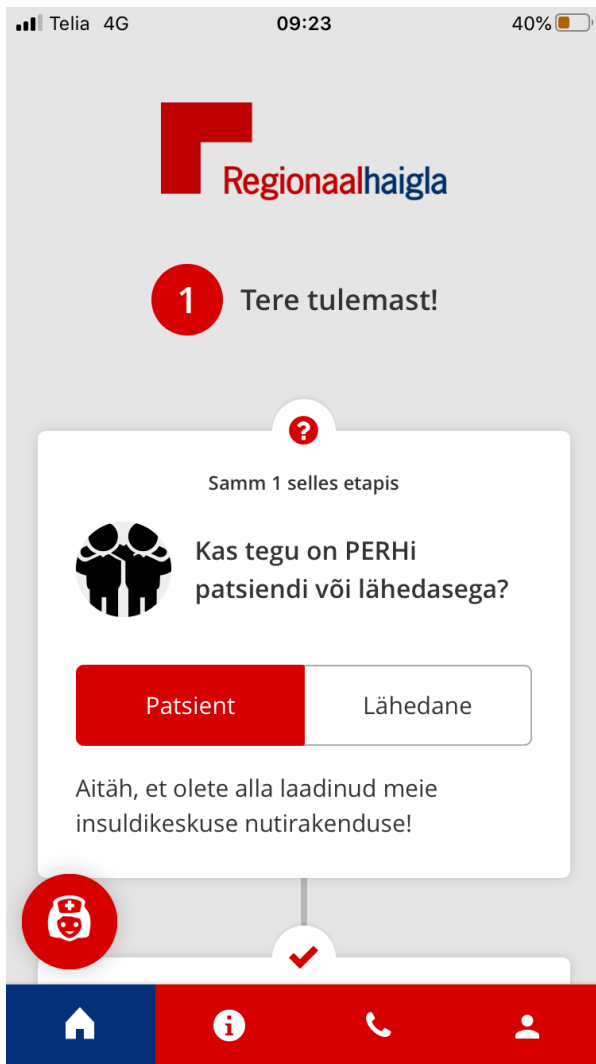 Telia 4G 09:23 40%
Regionaalhaigla
1 Tere tulemast!
?
Samm 1 selles etapis
Kas tegu on PERHi
patsiendi või lähedasega?
Patsient Lähedane
Aitäh, et olete alla laadinud meie
insuldikeskuse nutirakenduse!